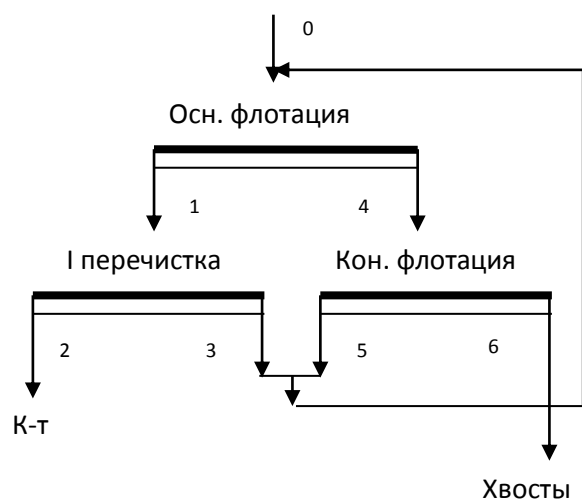 0
Осн. флотация
1 4
I перечистка Кон. флотация
2 3 5 6
К-т
Хвосты